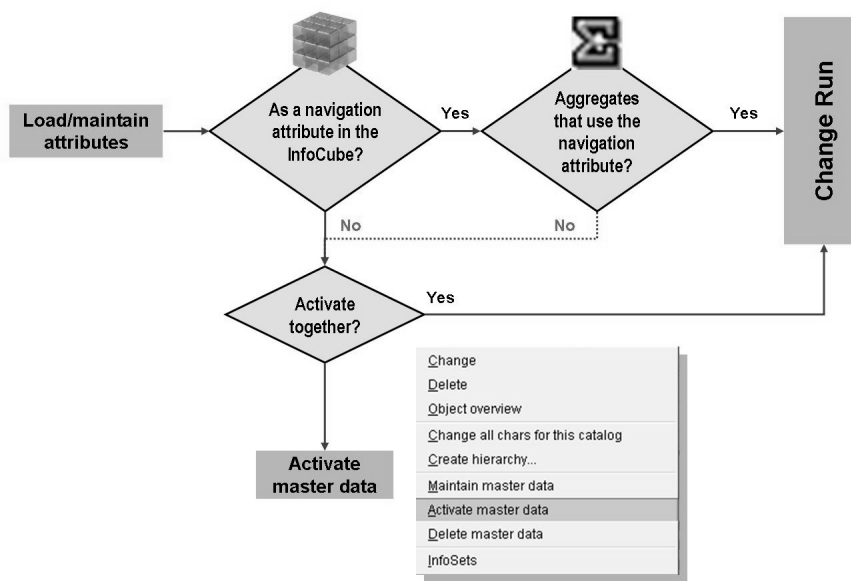 Load/maintain
attributes
As a navigation
attribute in the
InfoCube?
Yes
Aggregates
that use the
navigation
attribute?
Yes
Change Run
No
No
Activate
together?
Yes
Activate
master data
Change
Delete
Object overview
Change all chars for this catalog
Create hierarchy...
Maintain master data
Activate master data
Delete master data
InfoSets